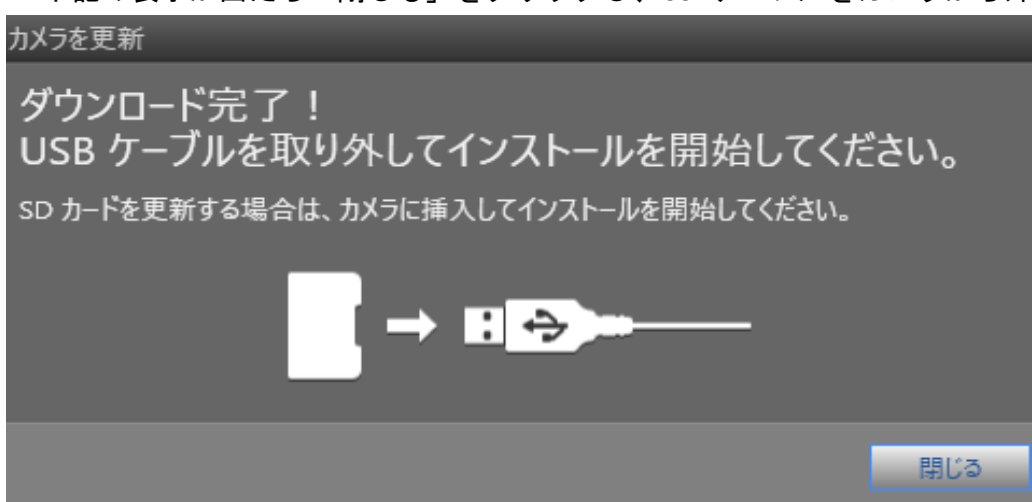 カメラを更新
ダウンロード完了！
USB ケーブルを取り外してインストールを開始してください。
SD カードを更新する場合は、カメラに挿入してインストールを開始してください。
閉じる